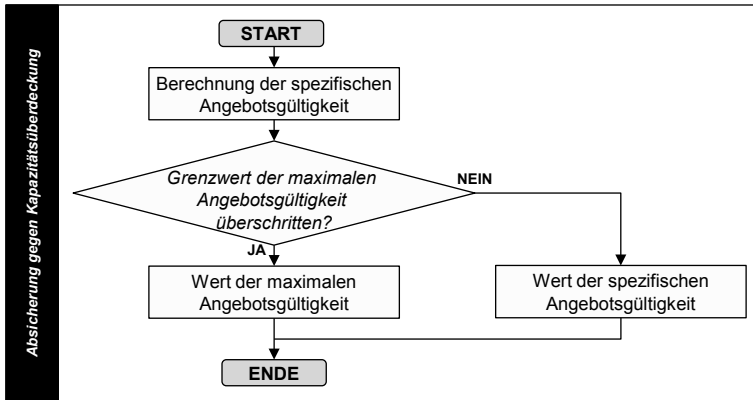 Absicherung gegen Kapazitätsüberdeckung
START
Berechnung der spezifischen
Angebotsgültigkeit
Grenzwert der maximalen
Angebotsgültigkeit
überschritten?
NEIN
JA
Wert der maximalen
Angebotsgültigkeit
Wert der spezifischen
Angebotsgültigkeit
ENDE